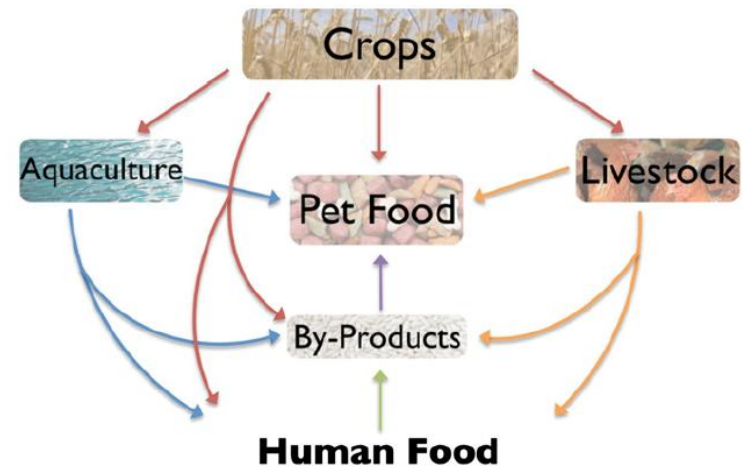 Crops
Aquaculture
Livestock
Pet Food
By-Products
Human Food